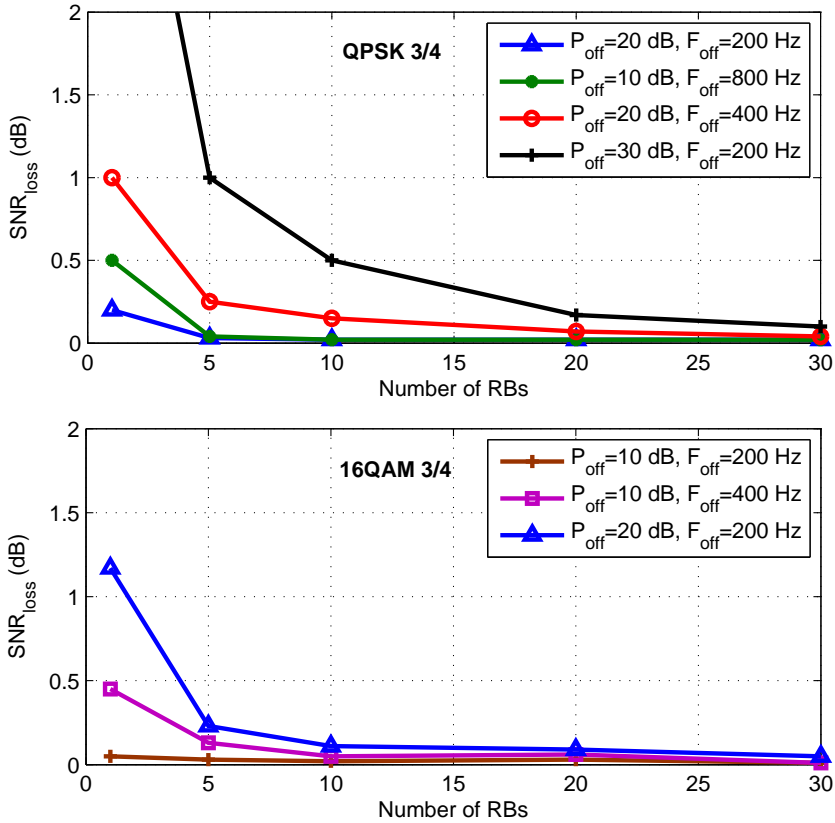 2
1.5
1
0.5
0
SNR_loss (dB)
QPSK 3/4
P_off=20 dB, F_off=200 Hz
P_off=10 dB, F_off=800 Hz
P_off=20 dB, F_off=400 Hz
P_off=30 dB, F_off=200 Hz
0 5 10 15 20 25 30
Number of RBs
2
1.5
1
0.5
0
SNR_loss (dB)
16QAM 3/4
P_off=10 dB, F_off=200 Hz
P_off=10 dB, F_off=400 Hz
P_off=20 dB, F_off=200 Hz
0 5 10 15 20 25 30
Number of RBs